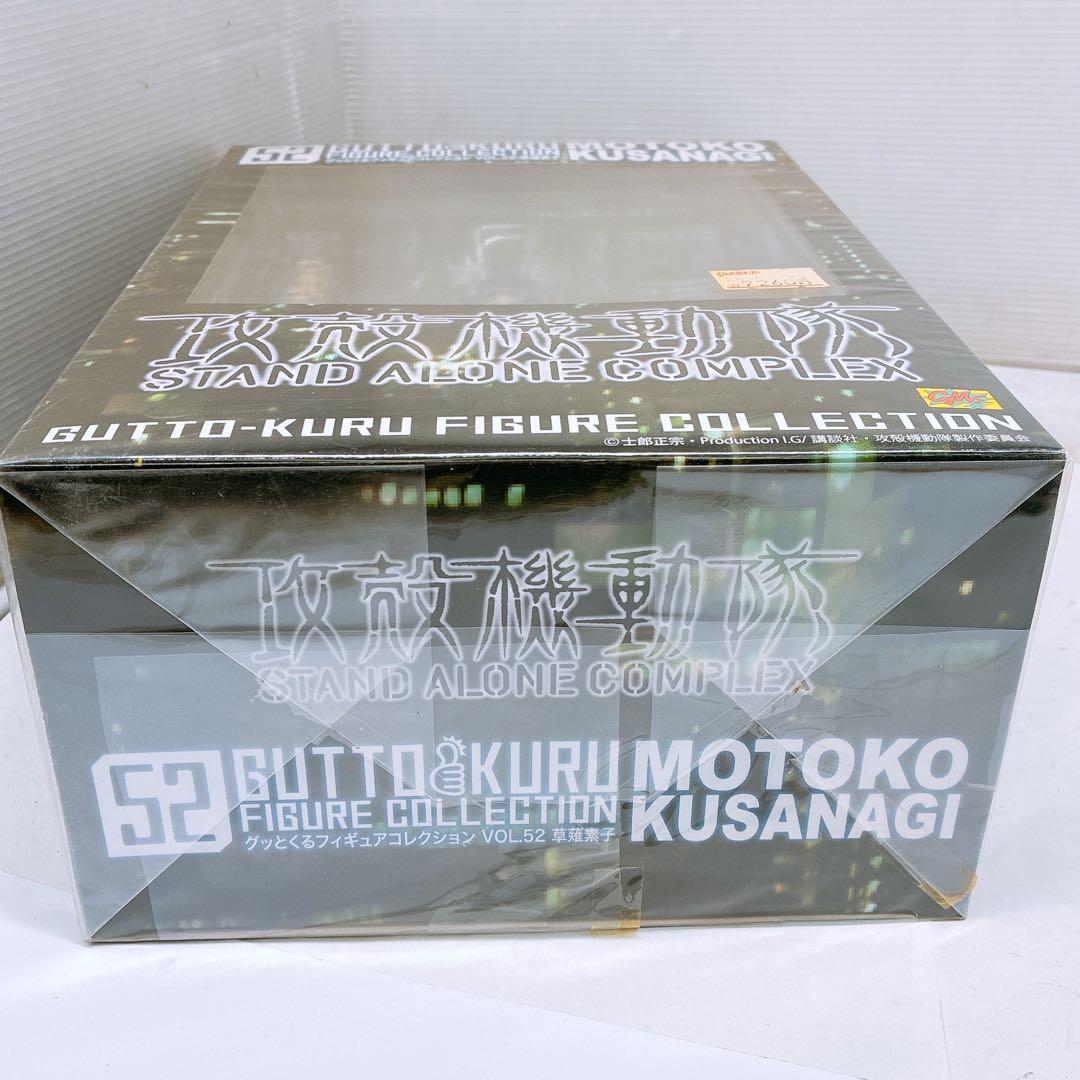 52 GUTTO-KURU FIGURE COLLECTION MOTOKO KUSANAGI
攻殻機動隊
STAND ALONE COMPLEX
CM's
GUTTO-KURU FIGURE COLLECTION
©士郎正宗・Production I.G/ 講談社・攻殻機動隊製作委員会
攻殻機動隊
STAND ALONE COMPLEX
52
GUTTO KURU
FIGURE COLLECTION
グッとくるフィギュアコレクション VOL.52 草薙素子
MOTOKO
KUSANAGI